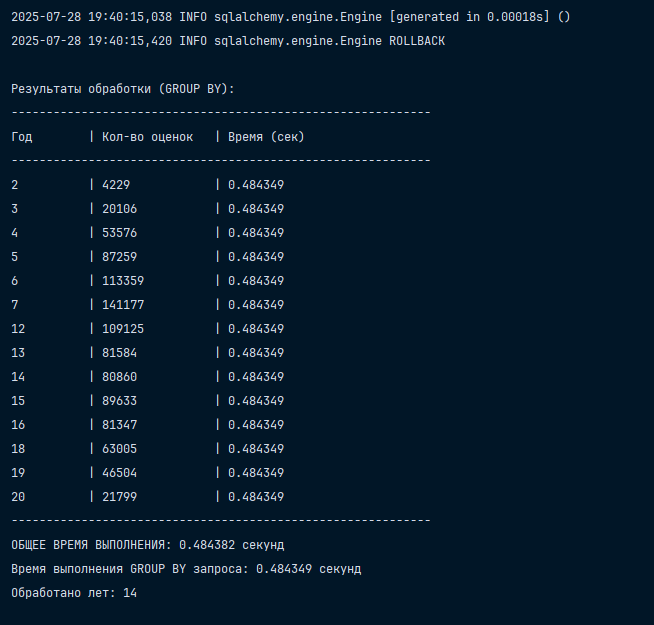 2025-07-28 19:40:15,038 INFO sqlalchemy.engine.Engine [generated in 0.00018s] ()
2025-07-28 19:40:15,420 INFO sqlalchemy.engine.Engine ROLLBACK
Результаты обработки (GROUP BY):
------------------------------------------------------------
Год        | Кол-во оценок   | Время (сек)
------------------------------------------------------------
2          | 4229            | 0.484349
3          | 20106           | 0.484349
4          | 53576           | 0.484349
5          | 87259           | 0.484349
6          | 113359          | 0.484349
7          | 141177          | 0.484349
12         | 109125          | 0.484349
13         | 81584           | 0.484349
14         | 80860           | 0.484349
15         | 89633           | 0.484349
16         | 81347           | 0.484349
18         | 63005           | 0.484349
19         | 46504           | 0.484349
20         | 21799           | 0.484349
------------------------------------------------------------
ОБЩЕЕ ВРЕМЯ ВЫПОЛНЕНИЯ: 0.484382 секунд
Время выполнения GROUP BY запроса: 0.484349 секунд
Обработано лет: 14